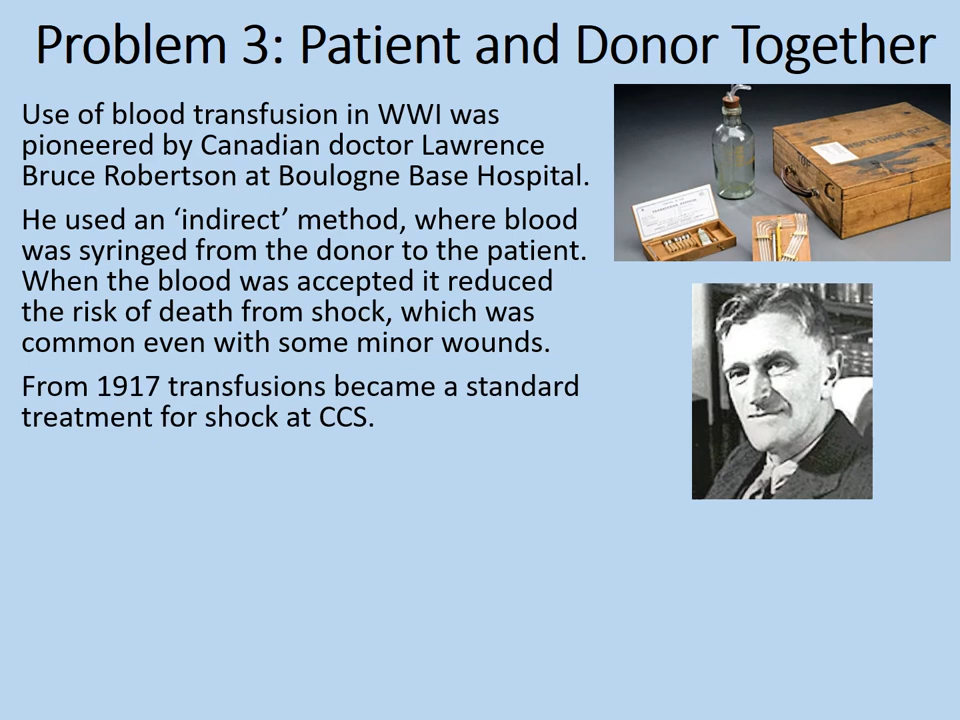 Problem 3: Patient and Donor Together
Use of blood transfusion in WWI was
pioneered by Canadian doctor Lawrence
Bruce Robertson at Boulogne Base Hospital.
He used an ‘indirect’ method, where blood
was syringed from the donor to the patient.
When the blood was accepted it reduced
the risk of death from shock, which was
common even with some minor wounds.
From 1917 transfusions became a standard
treatment for shock at CCS.